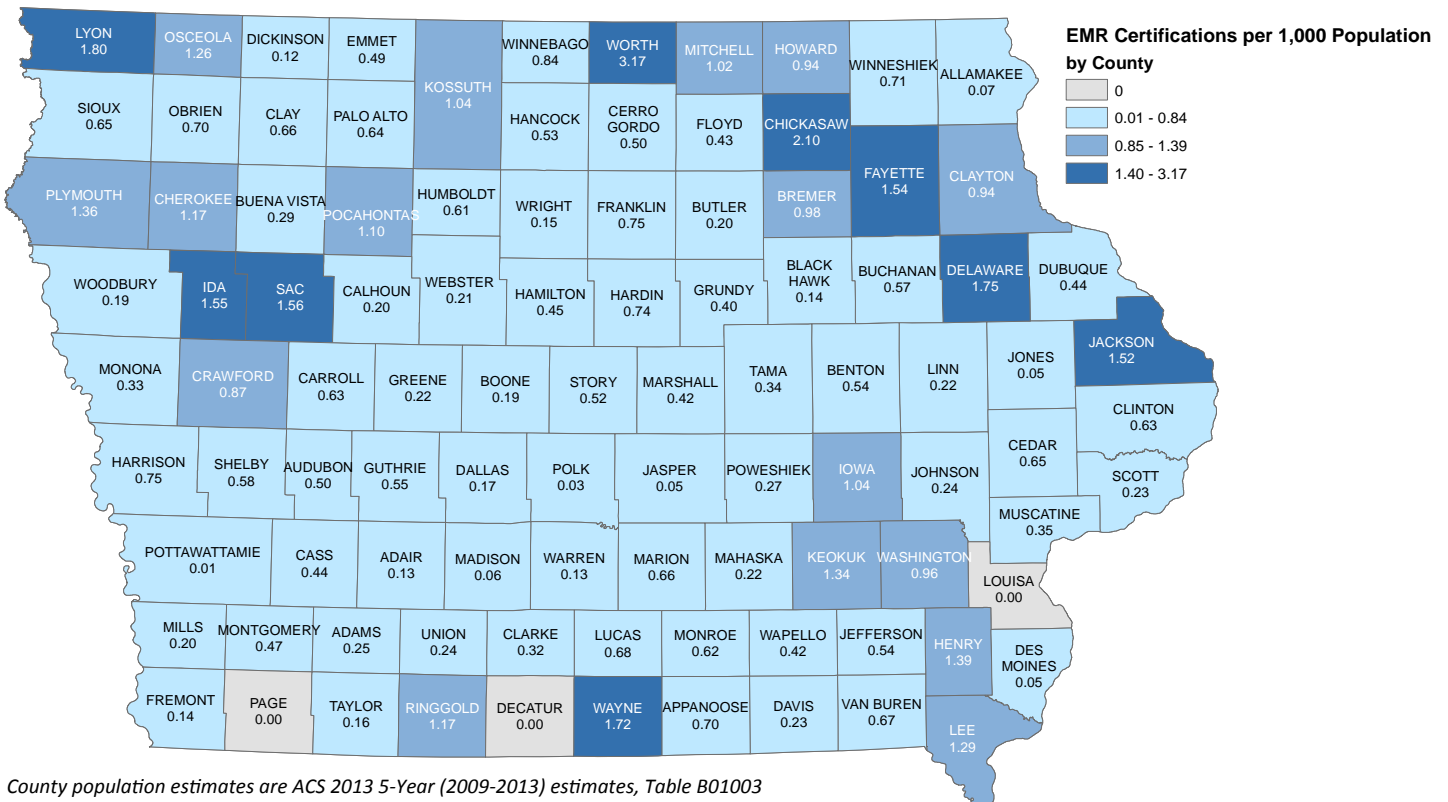 EMR Certifications per 1,000 Population
by County
0
0.01 - 0.84
0.85 - 1.39
1.40 - 3.17
LYON
1.80
OSCEOLA
1.26
DICKINSON
0.12
EMMET
0.49
KOSSUTH
1.04
WINNEBAGO
0.84
WORTH
3.17
MITCHELL
1.02
HOWARD
0.94
WINNESHIEK
0.71
ALLAMAKEE
0.07
SIOUX
0.65
OBRIEN
0.70
CLAY
0.66
PALO ALTO
0.64
HANCOCK
0.53
CERRO
GORDO
0.50
FLOYD
0.43
CHICKASAW
2.10
FAYETTE
1.54
CLAYTON
0.94
PLYMOUTH
1.36
CHEROKEE
1.17
BUENA VISTA
0.29
POCAHONTAS
1.10
HUMBOLDT
0.61
WRIGHT
0.15
FRANKLIN
0.75
BUTLER
0.20
BREMER
0.98
WOODBURY
0.19
IDA
1.55
SAC
1.56
CALHOUN
0.20
WEBSTER
0.21
HAMILTON
0.45
HARDIN
0.74
GRUNDY
0.40
BLACK
HAWK
0.14
BUCHANAN
0.57
DELAWARE
1.75
DUBUQUE
0.44
JACKSON
1.52
MONONA
0.33
CRAWFORD
0.87
CARROLL
0.63
GREENE
0.22
BOONE
0.19
STORY
0.52
MARSHALL
0.42
TAMA
0.34
BENTON
0.54
LINN
0.22
JONES
0.05
CLINTON
0.63
HARRISON
0.75
SHELBY
0.58
AUDUBON
0.50
GUTHRIE
0.55
DALLAS
0.17
POLK
0.03
JASPER
0.05
POWESHIEK
0.27
IOWA
1.04
JOHNSON
0.24
CEDAR
0.65
SCOTT
0.23
MUSCATINE
0.35
POTTAWATTAMIE
0.01
CASS
0.44
ADAIR
0.13
MADISON
0.06
WARREN
0.13
MARION
0.66
MAHASKA
0.22
KEOKUK
1.34
WASHINGTON
0.96
LOUISA
0.00
MILLS
0.20
MONTGOMERY
0.47
ADAMS
0.25
UNION
0.24
CLARKE
0.32
LUCAS
0.68
MONROE
0.62
WAPELLO
0.42
JEFFERSON
0.54
HENRY
1.39
DES
MOINES
0.05
FREMONT
0.14
PAGE
0.00
TAYLOR
0.16
RINGGOLD
1.17
DECATUR
0.00
WAYNE
1.72
APPANOOSE
0.70
DAVIS
0.23
VAN BUREN
0.67
LEE
1.29
County population estimates are ACS 2013 5-Year (2009-2013) estimates, Table B01003